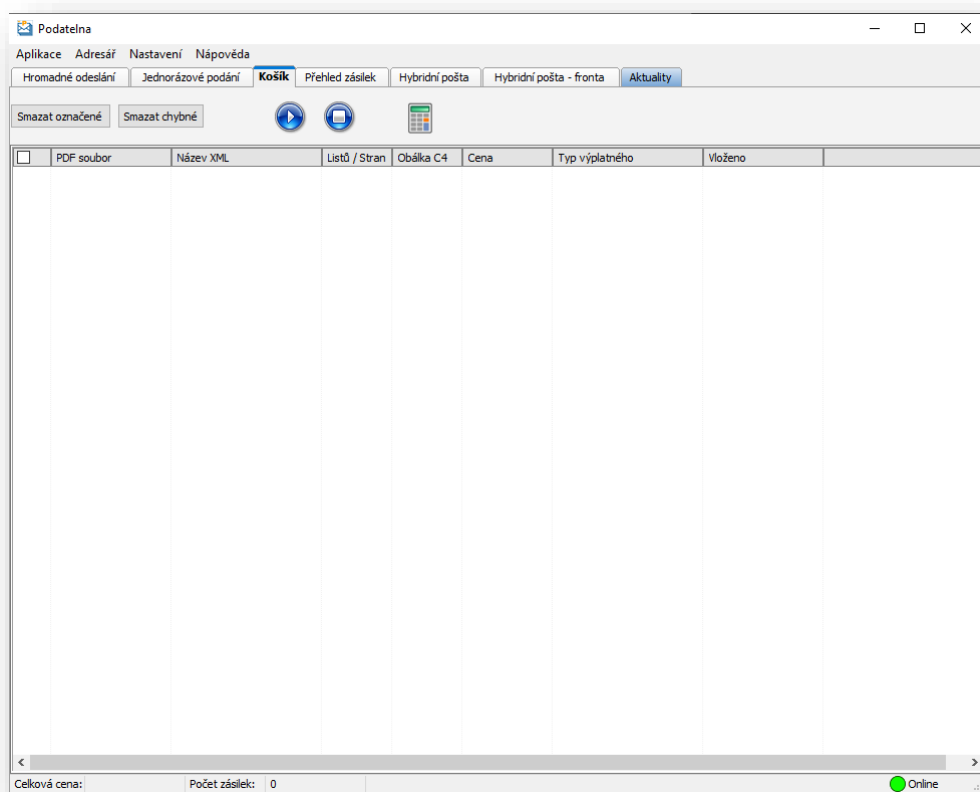 Podatelna
Aplikace Adresář Nastavení Nápověda
Hromadné odeslání Jednorázové podání Košík Přehled zásilek Hybridní pošta Hybridní pošta - fronta Aktuality
Smazat označené Smazat chybné
PDF soubor Název XML Listů / Stran Obálka C4 Cena Typ výplatného Vloženo
Celková cena: Počet zásilek: 0 Online